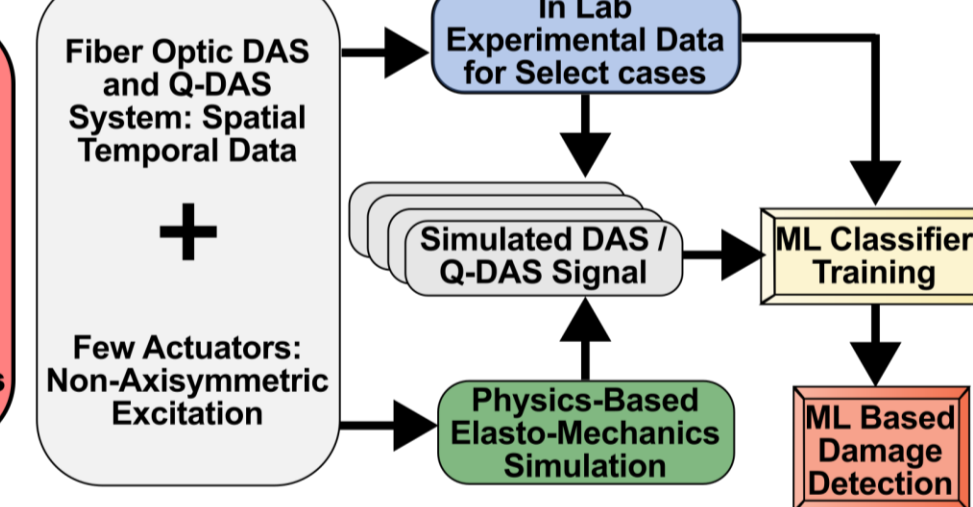 Fiber Optic DAS
and Q-DAS
System: Spatial
Temporal Data
+
Few Actuators:
Non-Axisymmetric
Excitation
In Lab
Experimental Data
for Select cases
Simulated DAS /
Q-DAS Signal
Physics-Based
Elasto-Mechanics
Simulation
ML Classifier
Training
ML Based
Damage
Detection